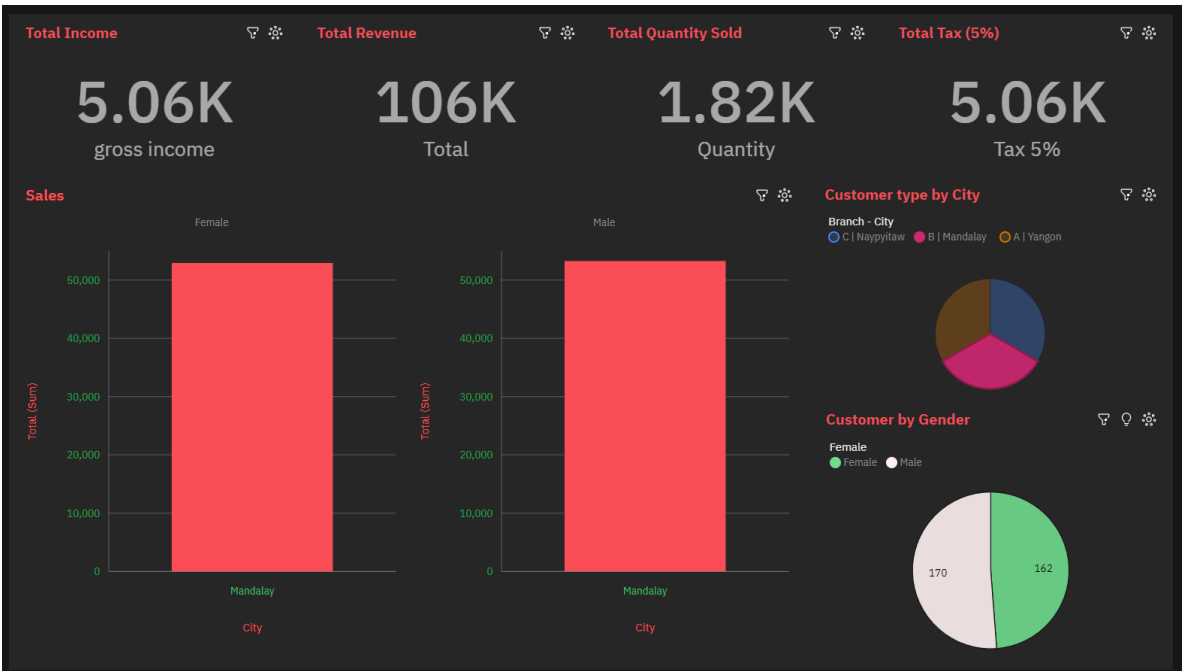 Total Income
Total Revenue
Total Quantity Sold
Total Tax (5%)
5.06K
gross income
106K
Total
1.82K
Quantity
5.06K
Tax 5%
Sales
Female
Male
50,000
40,000
30,000
20,000
10,000
0
Total (Sum)
Mandalay
City
50,000
40,000
30,000
20,000
10,000
0
Total (Sum)
Mandalay
City
Customer type by City
Branch - City
C | Naypyitaw B | Mandalay A | Yangon
Customer by Gender
Female
Female Male
170
162